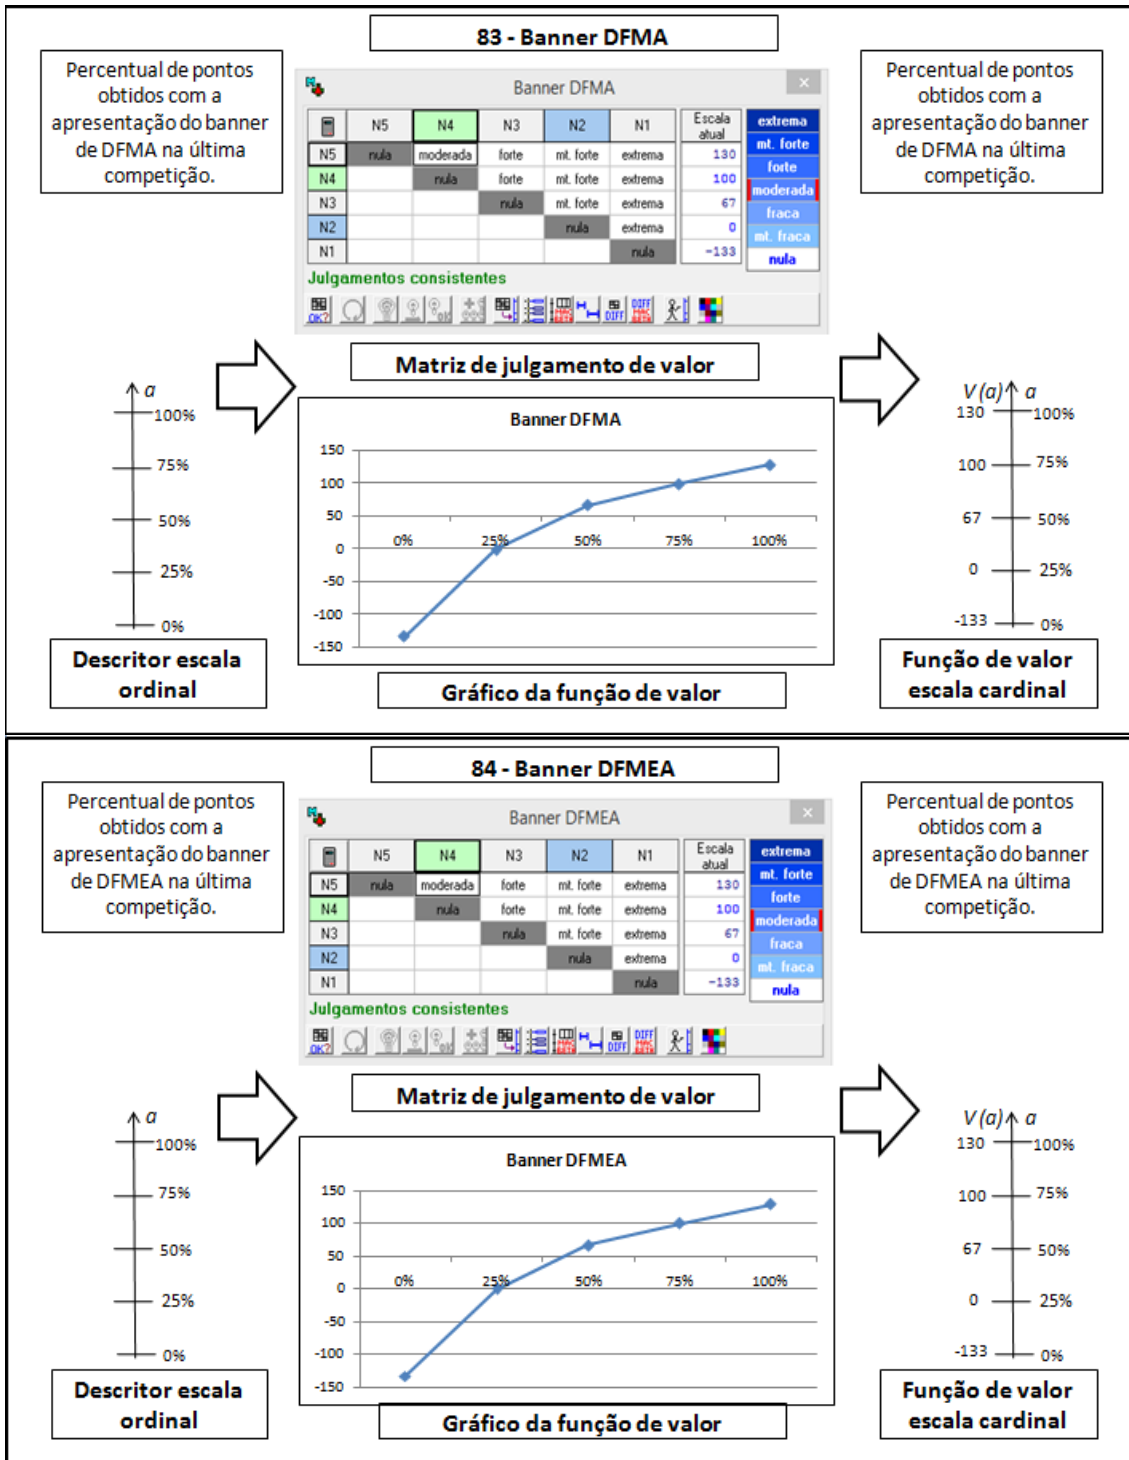 83 - Banner DFMA
Percentual de pontos
obtidos com a
apresentação do banner
de DFMA na última
competição.
Banner DFMA
N5 N4 N3 N2 N1 Escala atual
N5 nula moderada forte mt. forte extrema 130
N4 nula forte mt. forte extrema 100
N3 nula mt. forte extrema 67
N2 nula extrema 0
N1 nula -133
extrema
mt. forte
forte
moderada
fraca
mt. fraca
nula
Julgamentos consistentes
OK?
DIFF
DIFF
Percentual de pontos
obtidos com a
apresentação do banner
de DFMA na última
competição.
Matriz de julgamento de valor
a
100%
75%
50%
25%
0%
Descritor escala
ordinal
Banner DFMA
150
100
50
0
-50
-100
-150
0% 25% 50% 75% 100%
Gráfico da função de valor
V(a) a
130 100%
100 75%
67 50%
0 25%
-133 0%
Função de valor
escala cardinal
84 - Banner DFMEA
Percentual de pontos
obtidos com a
apresentação do banner
de DFMEA na última
competição.
Banner DFMEA
N5 N4 N3 N2 N1 Escala atual
N5 nula moderada forte mt. forte extrema 130
N4 nula forte mt. forte extrema 100
N3 nula mt. forte extrema 67
N2 nula extrema 0
N1 nula -133
extrema
mt. forte
forte
moderada
fraca
mt. fraca
nula
Julgamentos consistentes
OK?
DIFF
DIFF
Percentual de pontos
obtidos com a
apresentação do banner
de DFMEA na última
competição.
Matriz de julgamento de valor
a
100%
75%
50%
25%
0%
Descritor escala
ordinal
Banner DFMEA
150
100
50
0
-50
-100
-150
0% 25% 50% 75% 100%
Gráfico da função de valor
V(a) a
130 100%
100 75%
67 50%
0 25%
-133 0%
Função de valor
escala cardinal